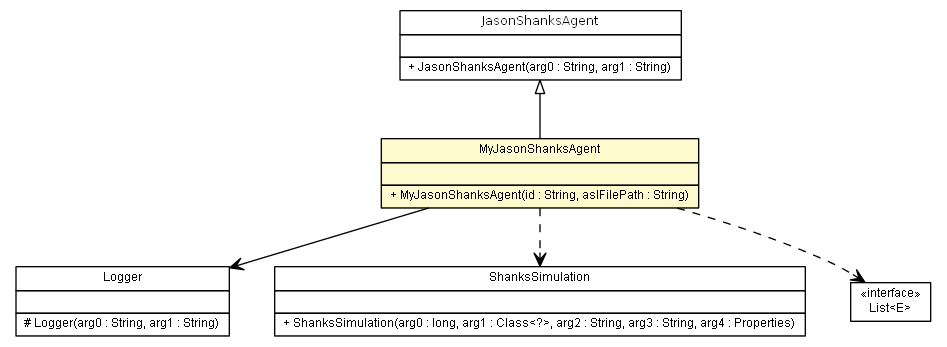 JasonShanksAgent
+ JasonShanksAgent(arg0 : String, arg1 : String)
MyJasonShanksAgent
+ MyJasonShanksAgent(id : String, aslFilePath : String)
Logger
# Logger(arg0 : String, arg1 : String)
ShanksSimulation
+ ShanksSimulation(arg0 : long, arg1 : Class<?>, arg2 : String, arg3 : String, arg4 : Properties)
«interface»
List<E>